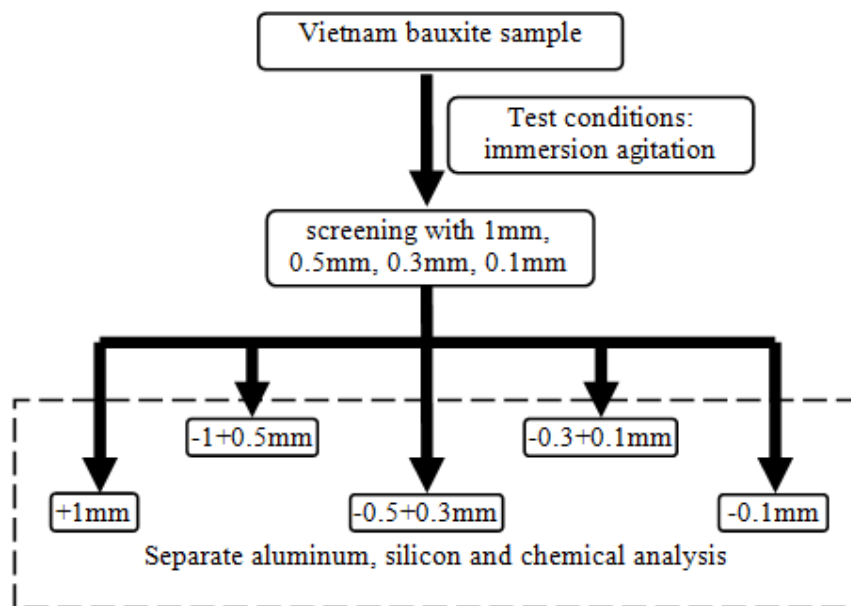 Vietnam bauxite sample
Test conditions:
immersion agitation
screening with 1mm,
0.5mm, 0.3mm, 0.1mm
-1+0.5mm
-0.3+0.1mm
+1mm
-0.5+0.3mm
-0.1mm
Separate aluminum, silicon and chemical analysis